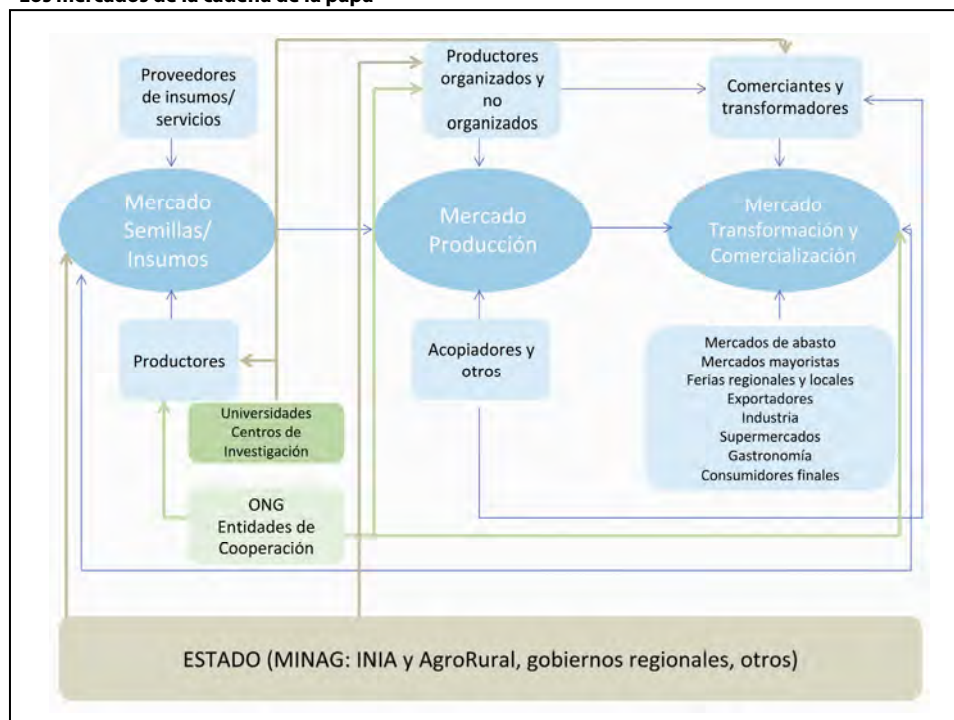 Los mercados de la cadena de la papa
Proveedores
de insumos/
servicios
Productores
organizados y
no
organizados
Comerciantes y
transformadores
Mercado
Semillas/
Insumos
Mercado
Producción
Mercado
Transformación y
Comercialización
Productores
Acopiadores y
otros
Mercados de abasto
Mercados mayoristas
Ferias regionales y locales
Exportadores
Industria
Supermercados
Gastronomía
Consumidores finales
Universidades
Centros de
Investigación
ONG
Entidades de
Cooperación
ESTADO (MINAG: INIA y AgroRural, gobiernos regionales, otros)